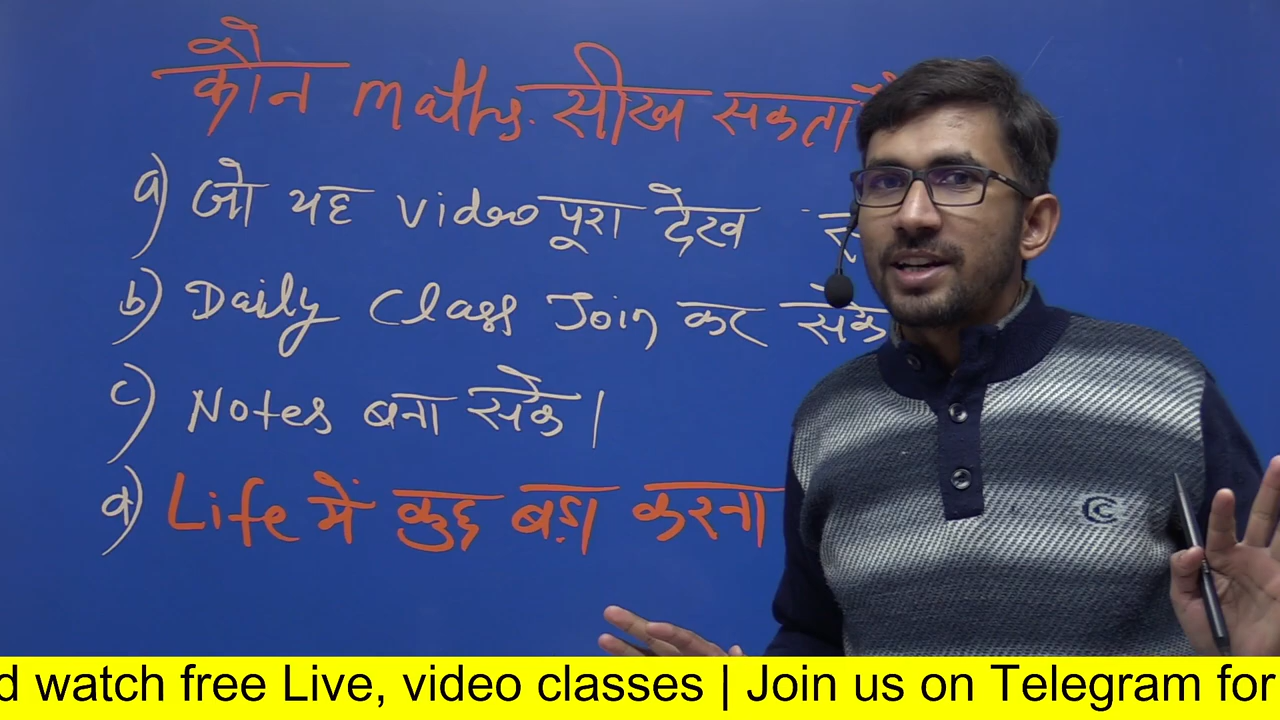 कौन maths. सीख सकता
a) जो यह video पूरा देख
b) Daily Class Join कर सके
c) Notes बना सके।
d) Life में कुछ बड़ा करना
d watch free Live, video classes | Join us on Telegram for